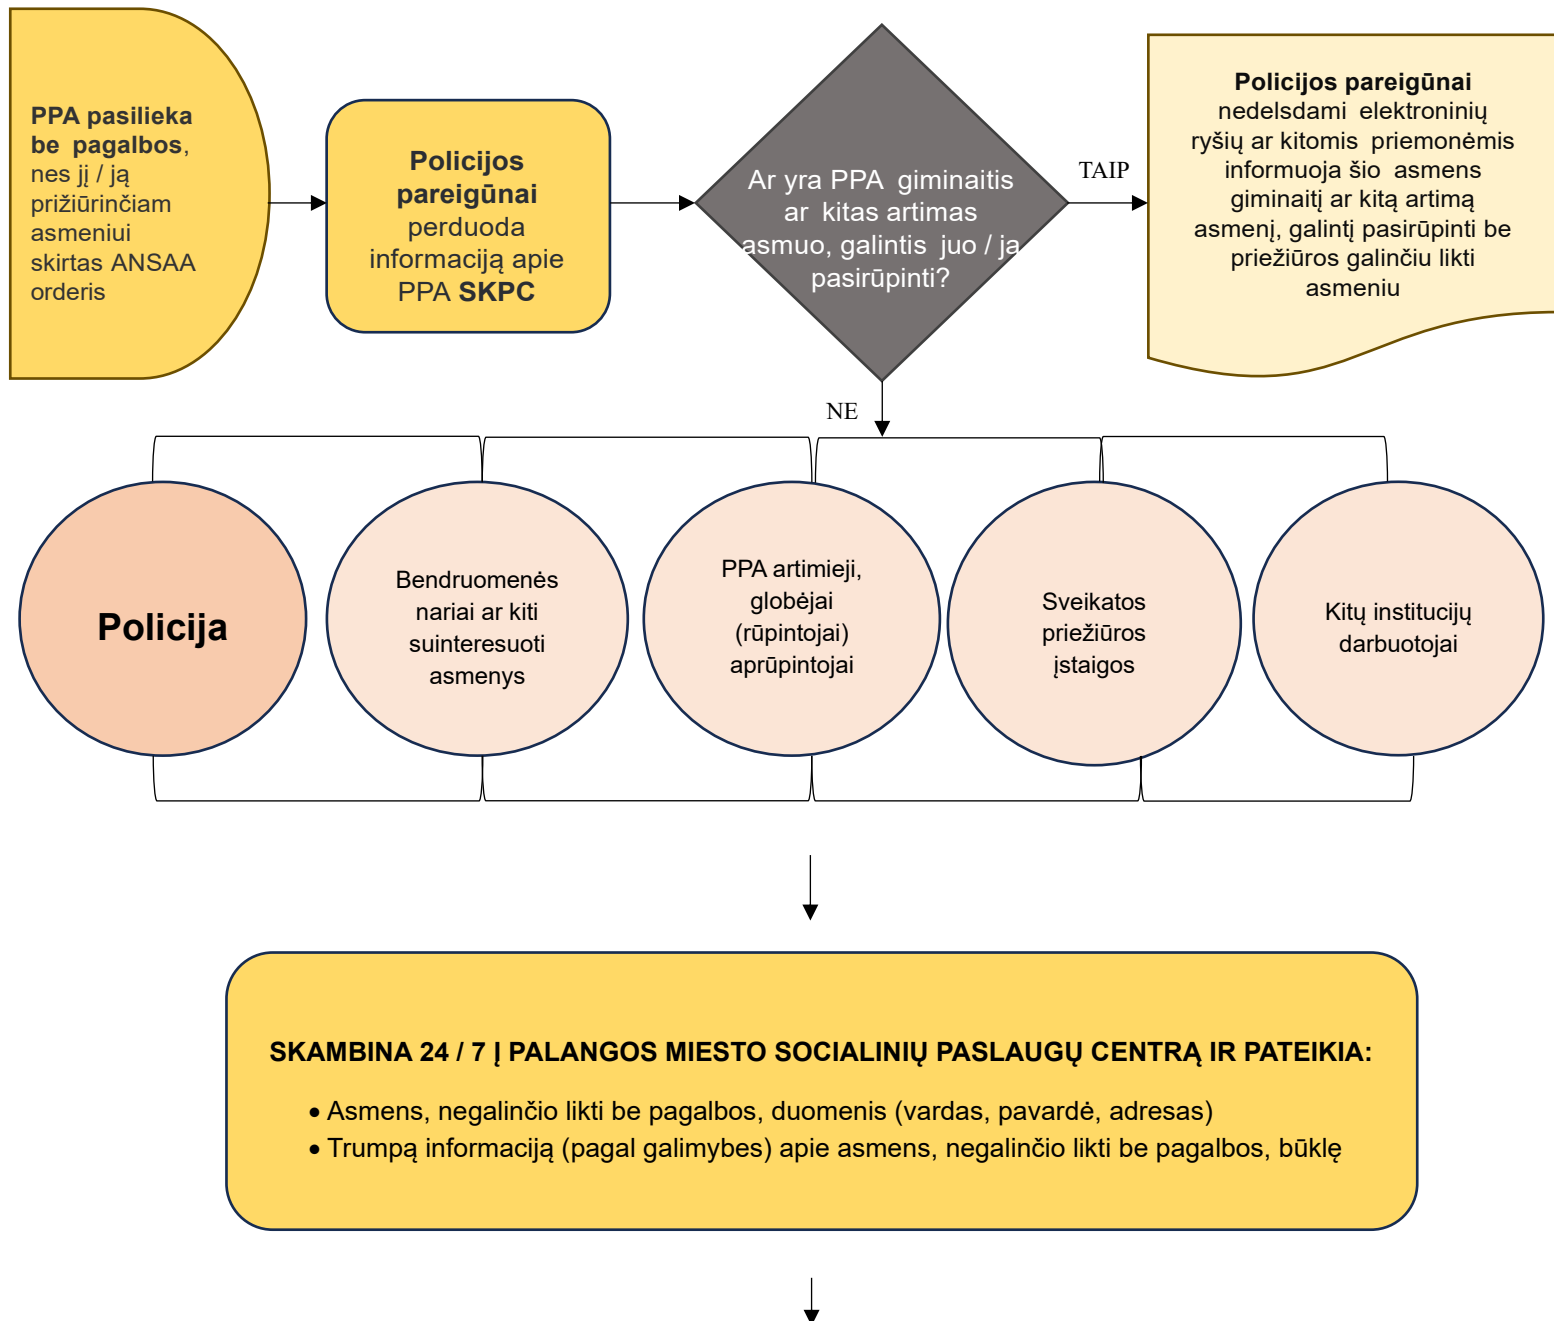 PPA pasilieka
be pagalbos,
nes jį / ją
prižiūrinčiam
asmeniui
skirtas ANSAA
orderis
Policijos
pareigūnai
perduoda
informaciją apie
PPA SKPC
Ar yra PPA giminaitis
ar kitas artimas
asmuo, galintis juo / ja
pasirūpinti?
TAIP
Policijos pareigūnai
nedelsdami elektroninių
ryšių ar kitomis priemonėmis
informuoja šio asmens
giminaitį ar kitą artimą
asmenį, galintį pasirūpinti be
priežiūros galinčiu likti
asmeniu
NE
Policija
Bendruomenės
nariai ar kiti
suinteresuoti
asmenys
PPA artimieji,
globėjai
(rūpintojai)
aprūpintojai
Sveikatos
priežiūros
įstaigos
Kitų institucijų
darbuotojai
SKAMBINA 24 / 7 Į PALANGOS MIESTO SOCIALINIŲ PASLAUGŲ CENTRĄ IR PATEIKIA:
• Asmens, negalinčio likti be pagalbos, duomenis (vardas, pavardė, adresas)
• Trumpą informaciją (pagal galimybes) apie asmens, negalinčio likti be pagalbos, būklę